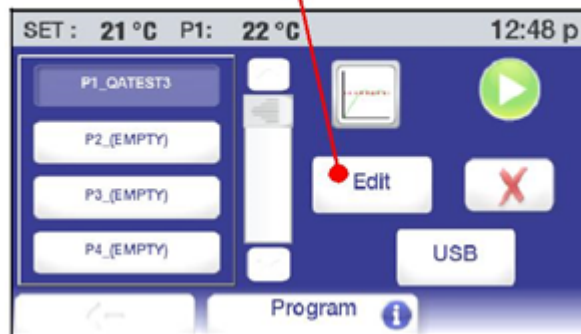 SET : 21 °C P1: 22 °C 12:48 p
P1_QATEST3
P2_(EMPTY)
P3_(EMPTY)
P4_(EMPTY)
Edit
X
USB
Program i